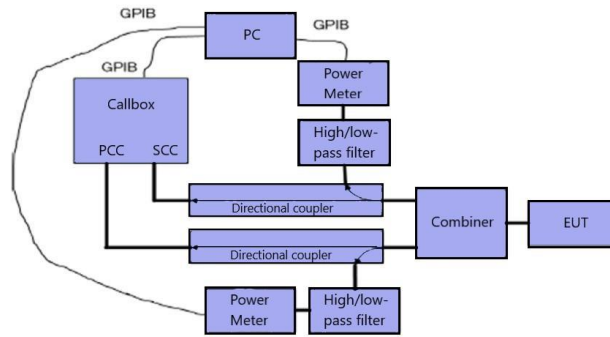 GPIB
PC
GPIB
GPIB
Power
Meter
Callbox
PCC SCC
High/low-
pass filter
Directional coupler
Combiner
EUT
Directional coupler
Power
Meter
High/low-
pass filter